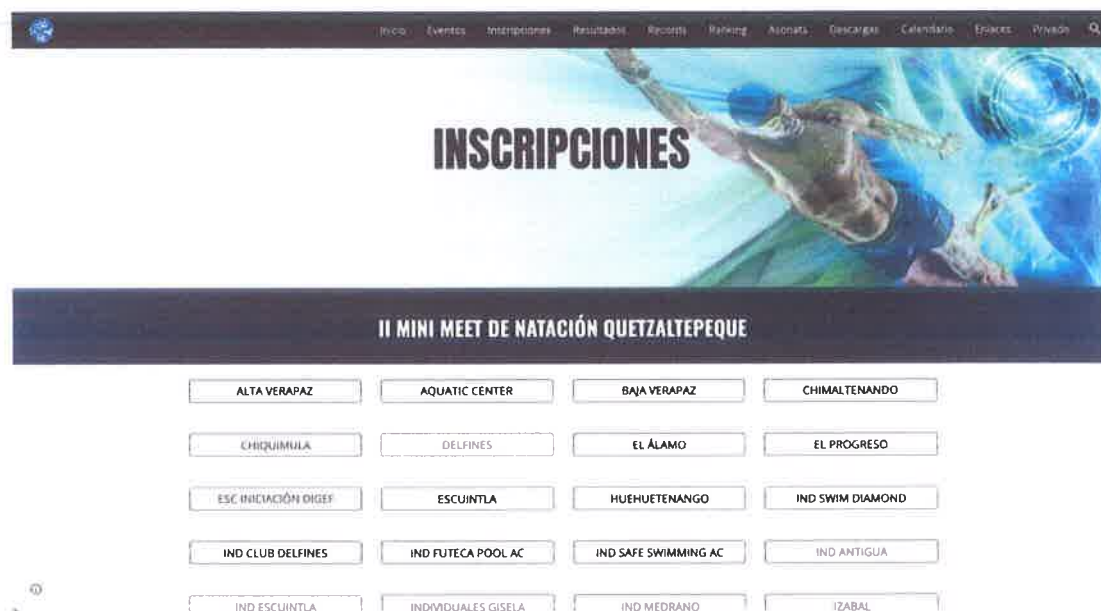 Inicio Eventos Inscripciones Resultados Records Ranking Asonats Descargas Calendario Enlaces Privado
INSCRIPCIONES
II MINI MEET DE NATACIÓN QUETZALTEPEQUE
ALTA VERAPAZ AQUATIC CENTER BAJA VERAPAZ CHIMALTENANDO
CHIQUIMULA DELFINES EL ÁLAMO EL PROGRESO
ESC INICIACIÓN DIGEF ESCUINTLA HUEHUETENANGO IND SWIM DIAMOND
IND CLUB DELFINES IND FUTECA POOL AC IND SAFE SWIMMING AC IND ANTIGUA
IND ESCUINTLA INDIVIDUALES GISELA IND MEDRANO IZABAL